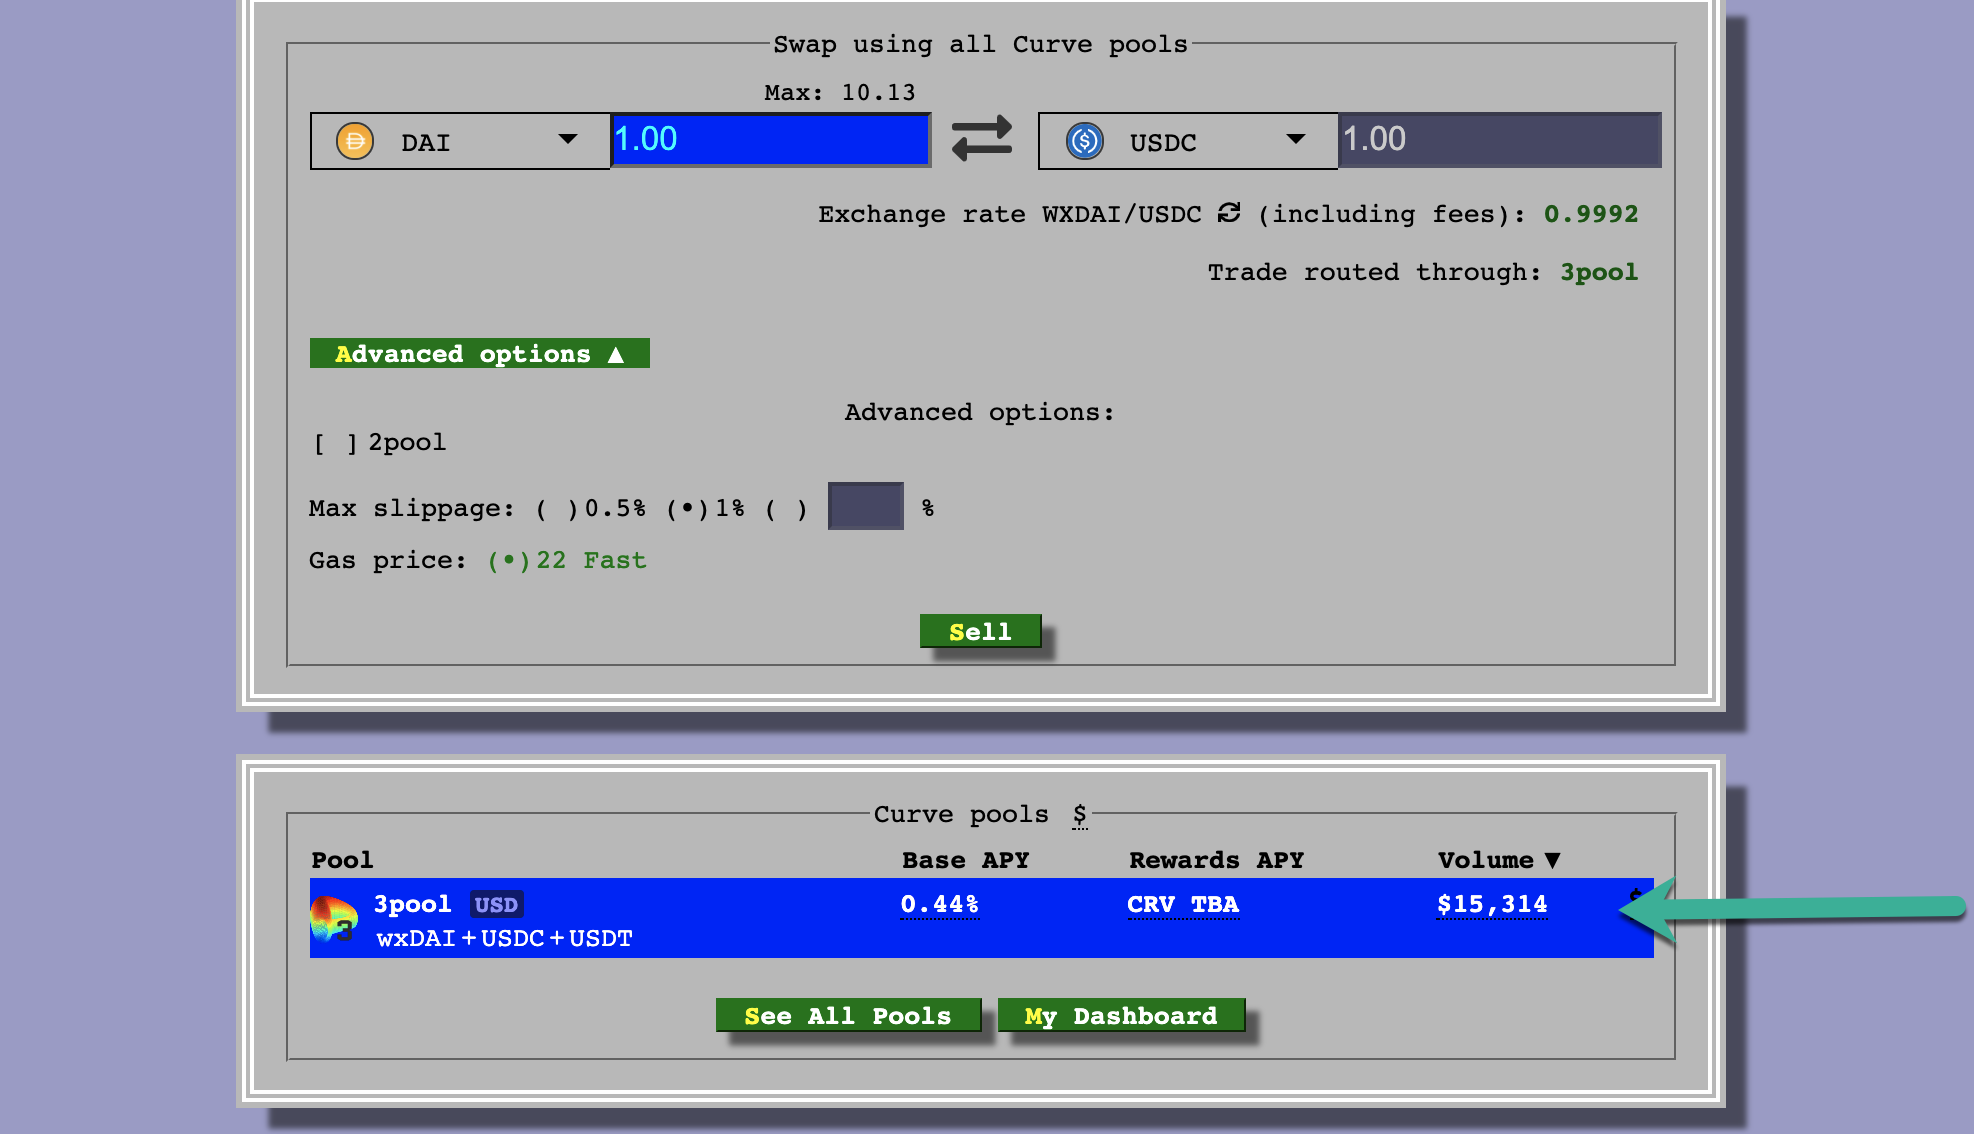 Swap using all Curve pools
Max: 10.13
DAI 1.00 USDC 1.00
Exchange rate WXDAI/USDC (including fees): 0.9992
Trade routed through: 3pool
Advanced options ▲
Advanced options:
[ ] 2pool
Max slippage: ( )0.5% (•)1% ( ) %
Gas price: (•)22 Fast
Sell
Curve pools $
Pool Base APY Rewards APY Volume ▼
3pool USD 0.44% CRV TBA $15,314 $
3 wxDAI+USDC+USDT
See All Pools My Dashboard